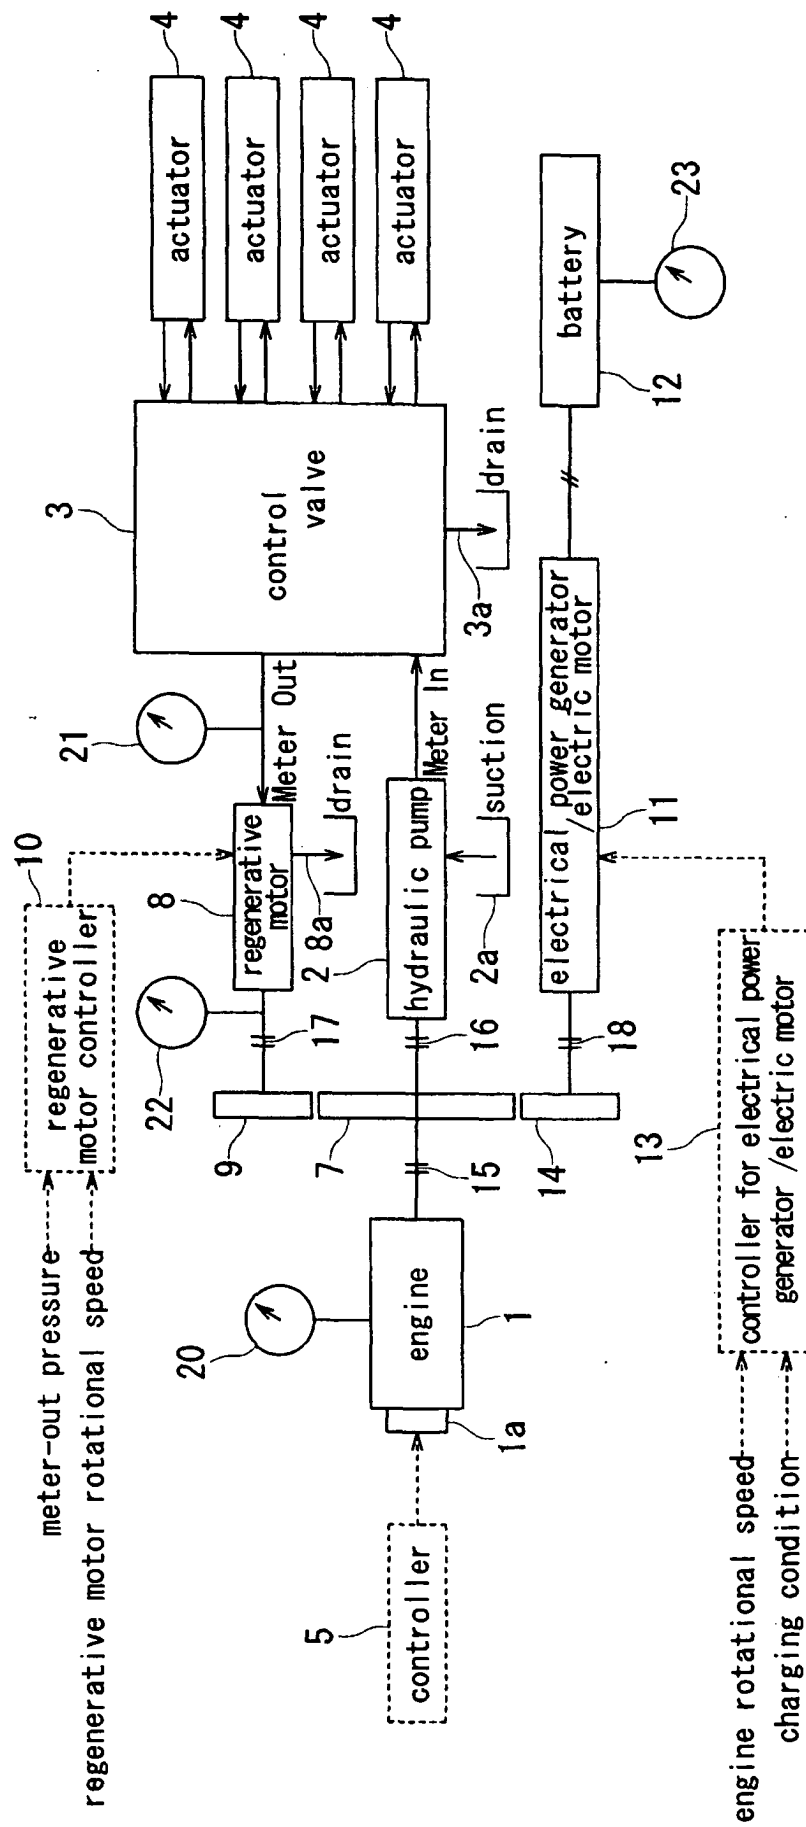 meter-out pressure
regenerative motor rotational speed
10
regenerative
motor controller
22
21
3
control
valve
4
4
4
4
actuator
actuator
actuator
actuator
8
regenerative
motor
Meter Out
8a
drain
9
17
20
5
controller
1a
engine
1
7
15
16
2
hydraulic pump
Meter In
2a
suction
3a
drain
14
18
electrical power generator
/electric motor
11
battery
12
23
13
controller for electrical power
generator /electric motor
engine rotational speed
charging condition